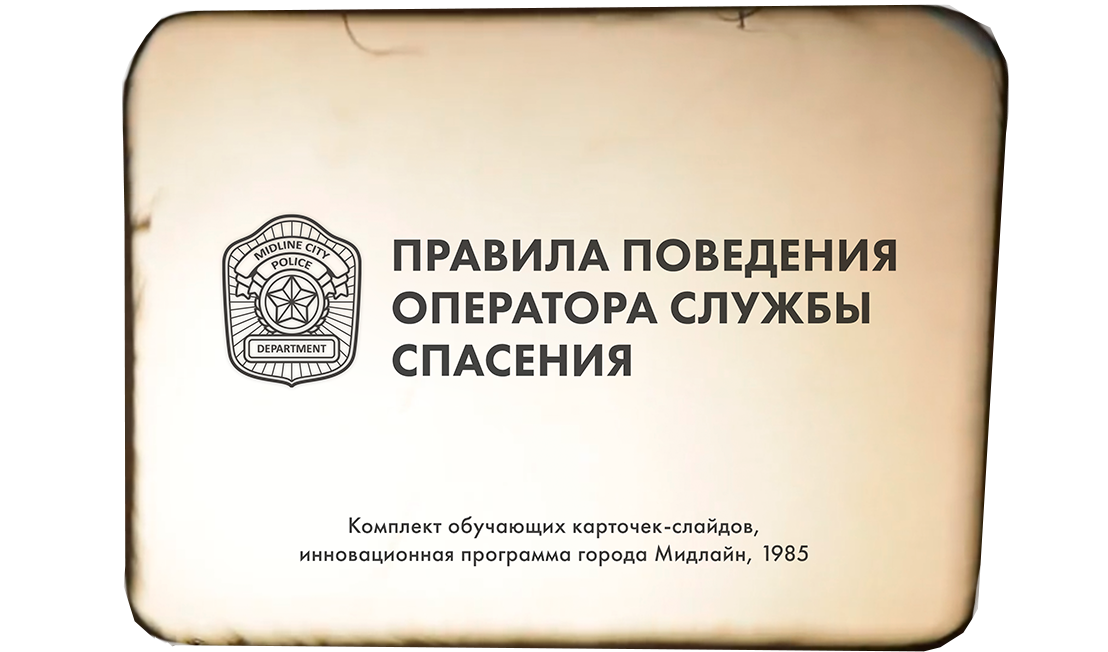 MIDLINE CITY
POLICE
DEPARTMENT
ПРАВИЛА ПОВЕДЕНИЯ
ОПЕРАТОРА СЛУЖБЫ
СПАСЕНИЯ
Комплект обучающих карточек-слайдов,
инновационная программа города Мидлайн, 1985